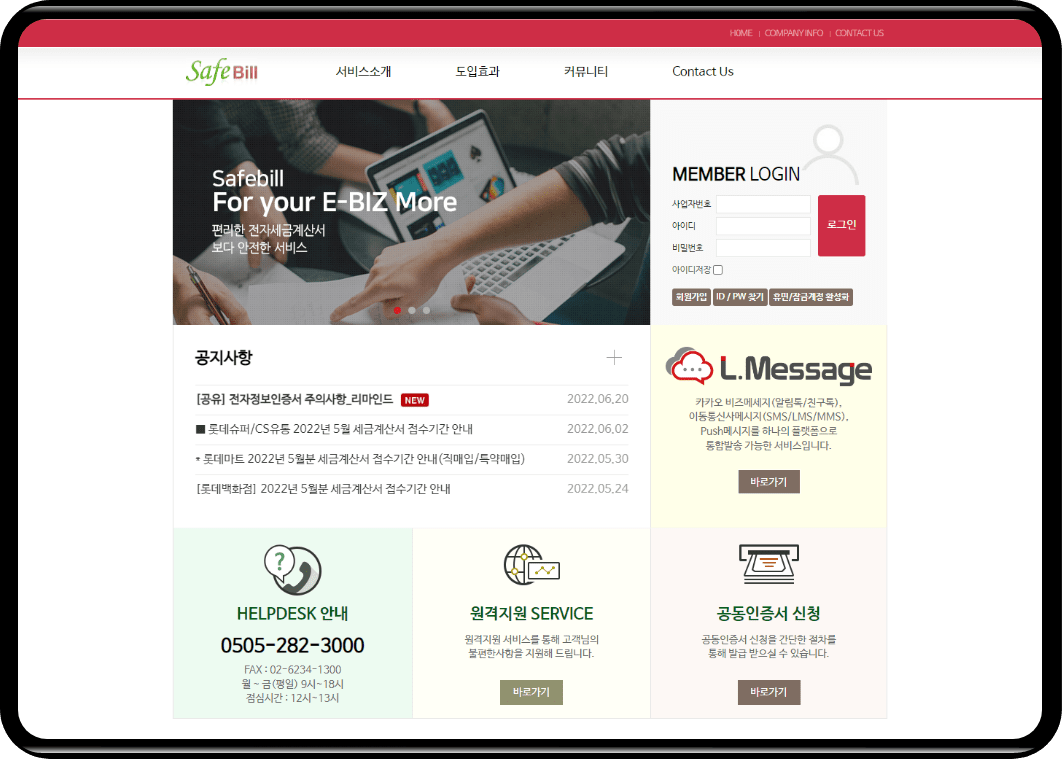 HOME | COMPANY INFO | CONTACT US
Safe Bill
서비스소개
도입효과
커뮤니티
Contact Us
Safebill
For your E-BIZ More
편리한 전자세금계산서
보다 안전한 서비스
MEMBER LOGIN
사업자번호
아이디
비밀번호
로그인
아이디저장
회원가입
ID / PW 찾기
휴면/잠금계정 활성화
공지사항
[공유] 전자정보인증서 주의사항_리마인드 NEW 2022.06.20
■ 롯데슈퍼/CS유통 2022년 5월 세금계산서 접수기간 안내 2022.06.02
* 롯데마트 2022년 5월분 세금계산서 접수기간 안내(직매입/특약매입) 2022.05.30
[롯데백화점] 2022년 5월분 세금계산서 접수기간 안내 2022.05.24
L.Message
카카오 비즈메세지(알림톡/친구톡),
이동통신사메시지(SMS/LMS/MMS),
Push메시지를 하나의 플랫폼으로
통합발송 가능한 서비스입니다.
바로가기
?
HELPDESK 안내
0505-282-3000
FAX : 02-6234-1300
월 ~ 금(평일) 9시~18시
점심시간 : 12시~13시
원격지원 SERVICE
원격지원 서비스를 통해 고객님의
불편한사항을 지원해 드립니다.
바로가기
공동인증서 신청
공동인증서 신청을 간단한 절차를
통해 발급 받으실 수 있습니다.
바로가기